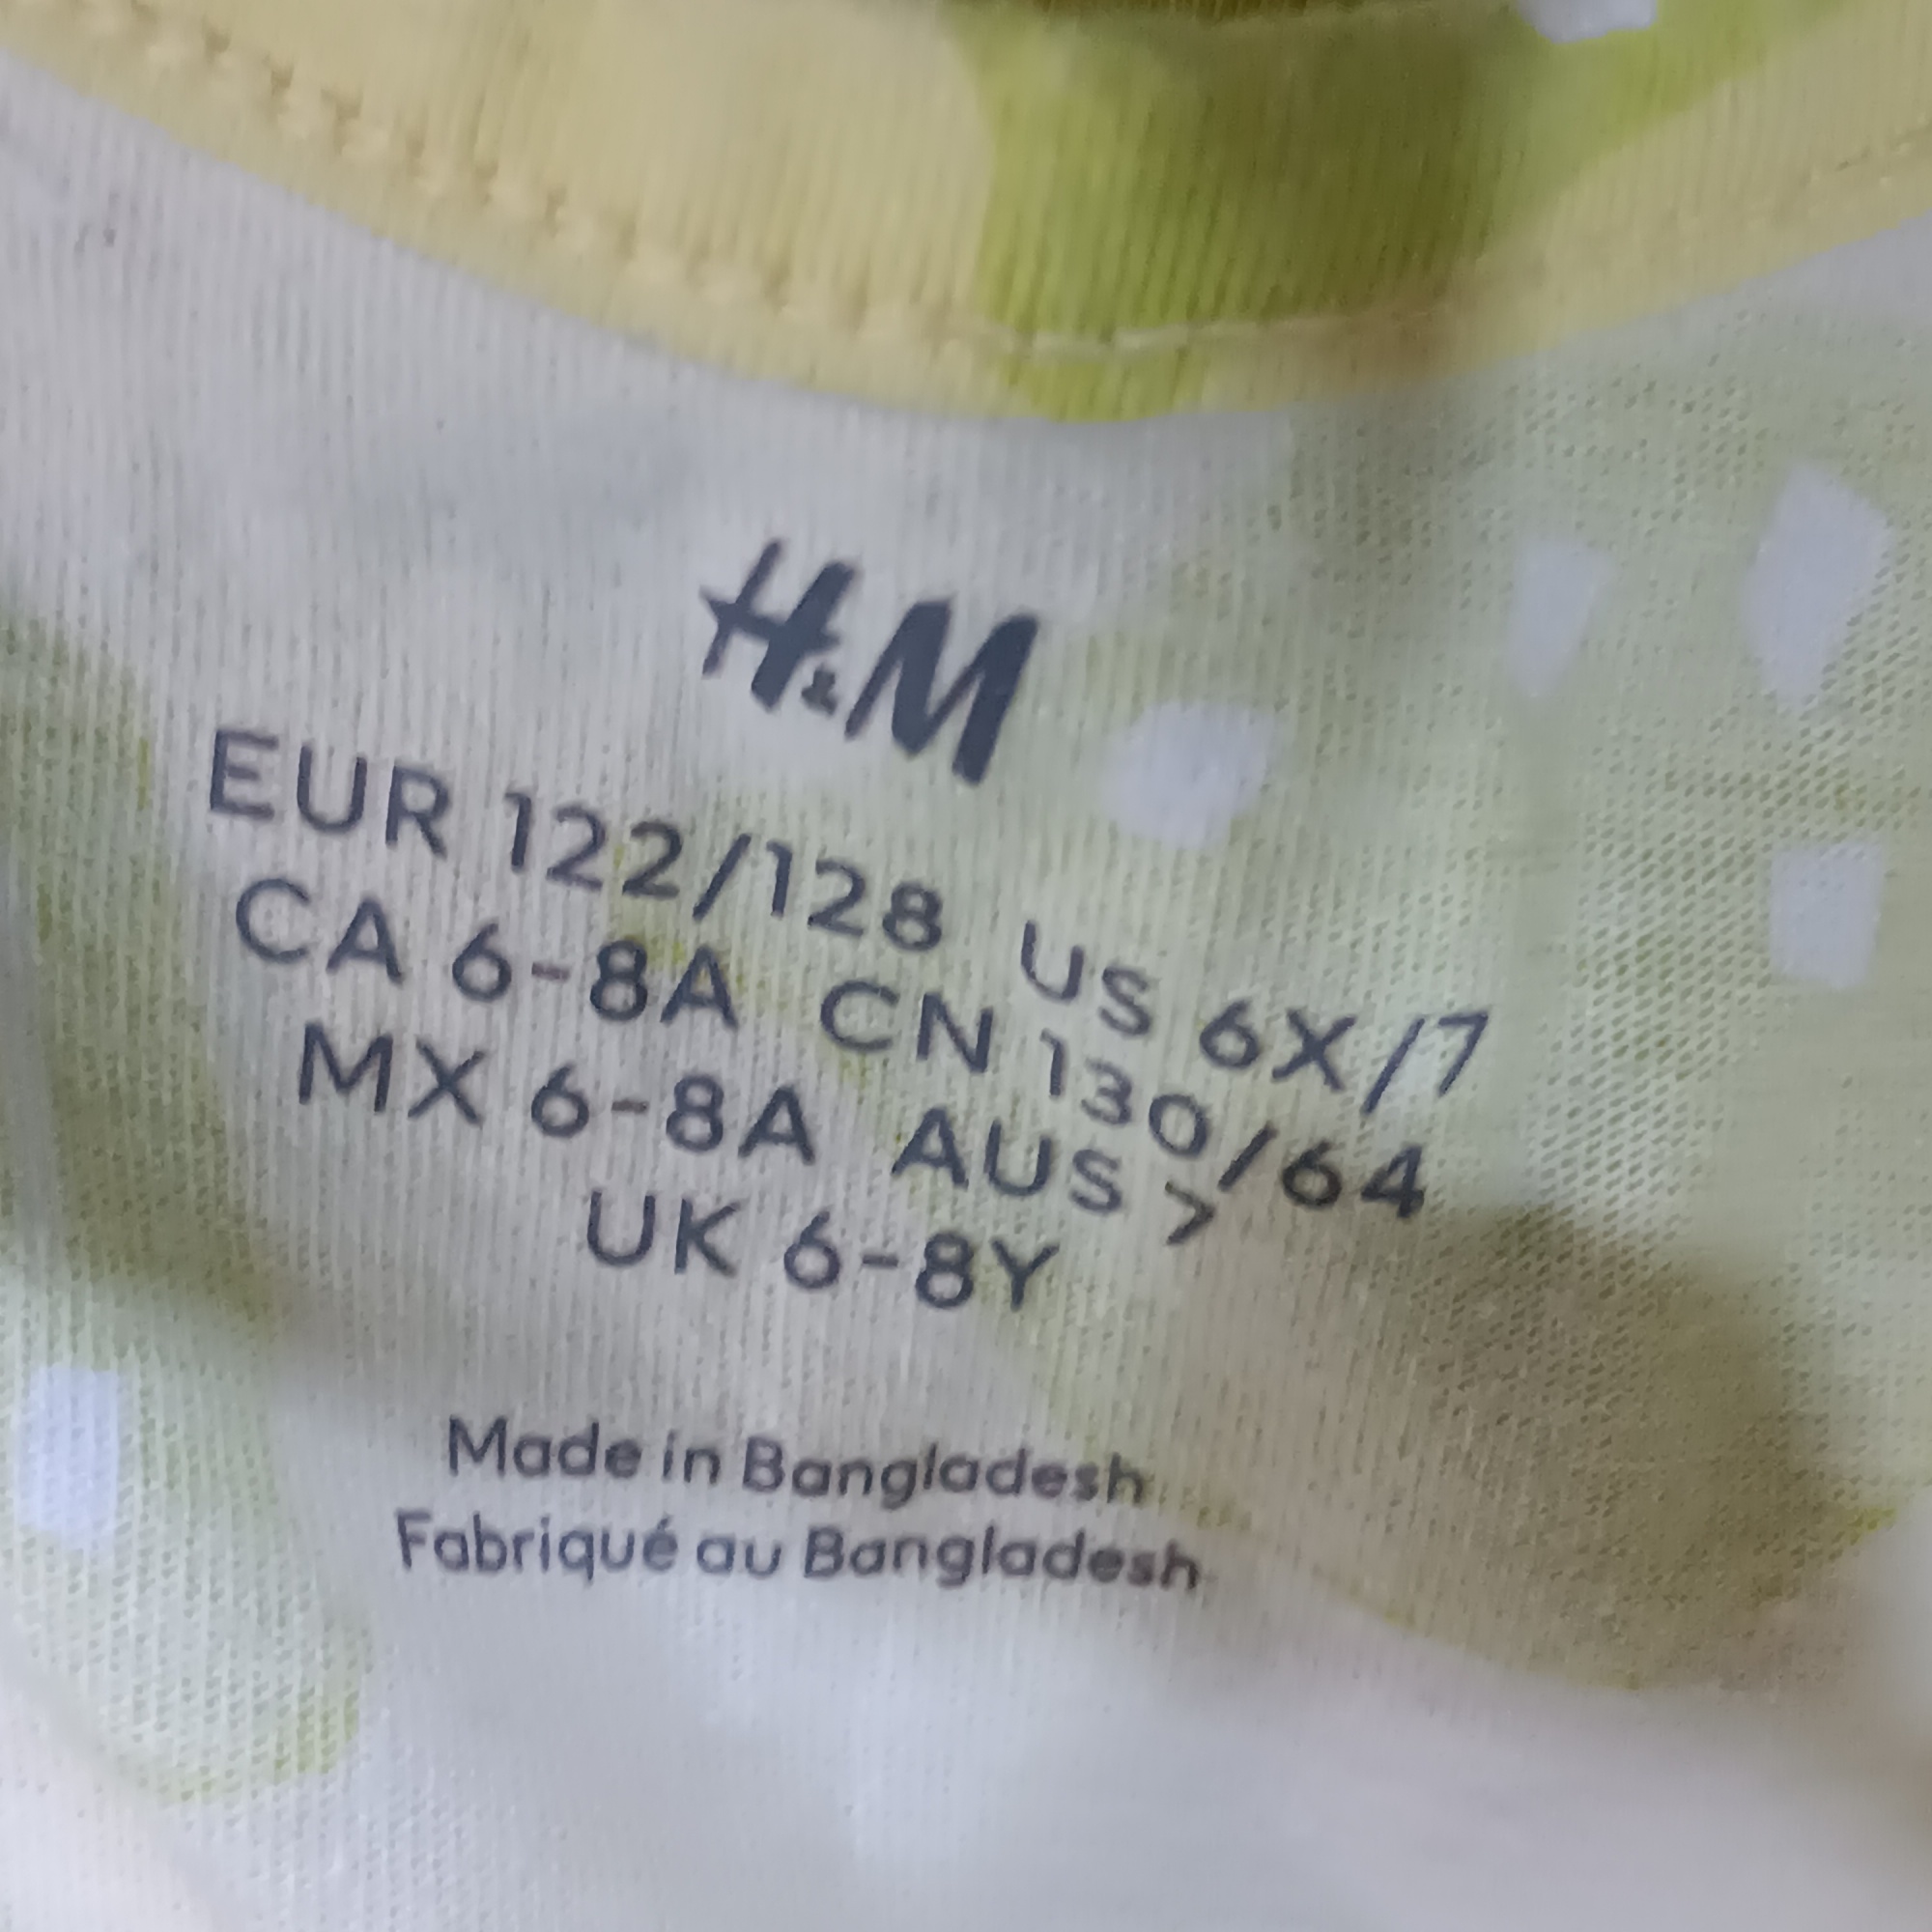 H&M
EUR 122/128 US 6X/7
CA 6-8A CN 130/64
MX 6-8A AUS 7
UK 6-8Y
Made in Bangladesh
Fabriqué au Bangladesh